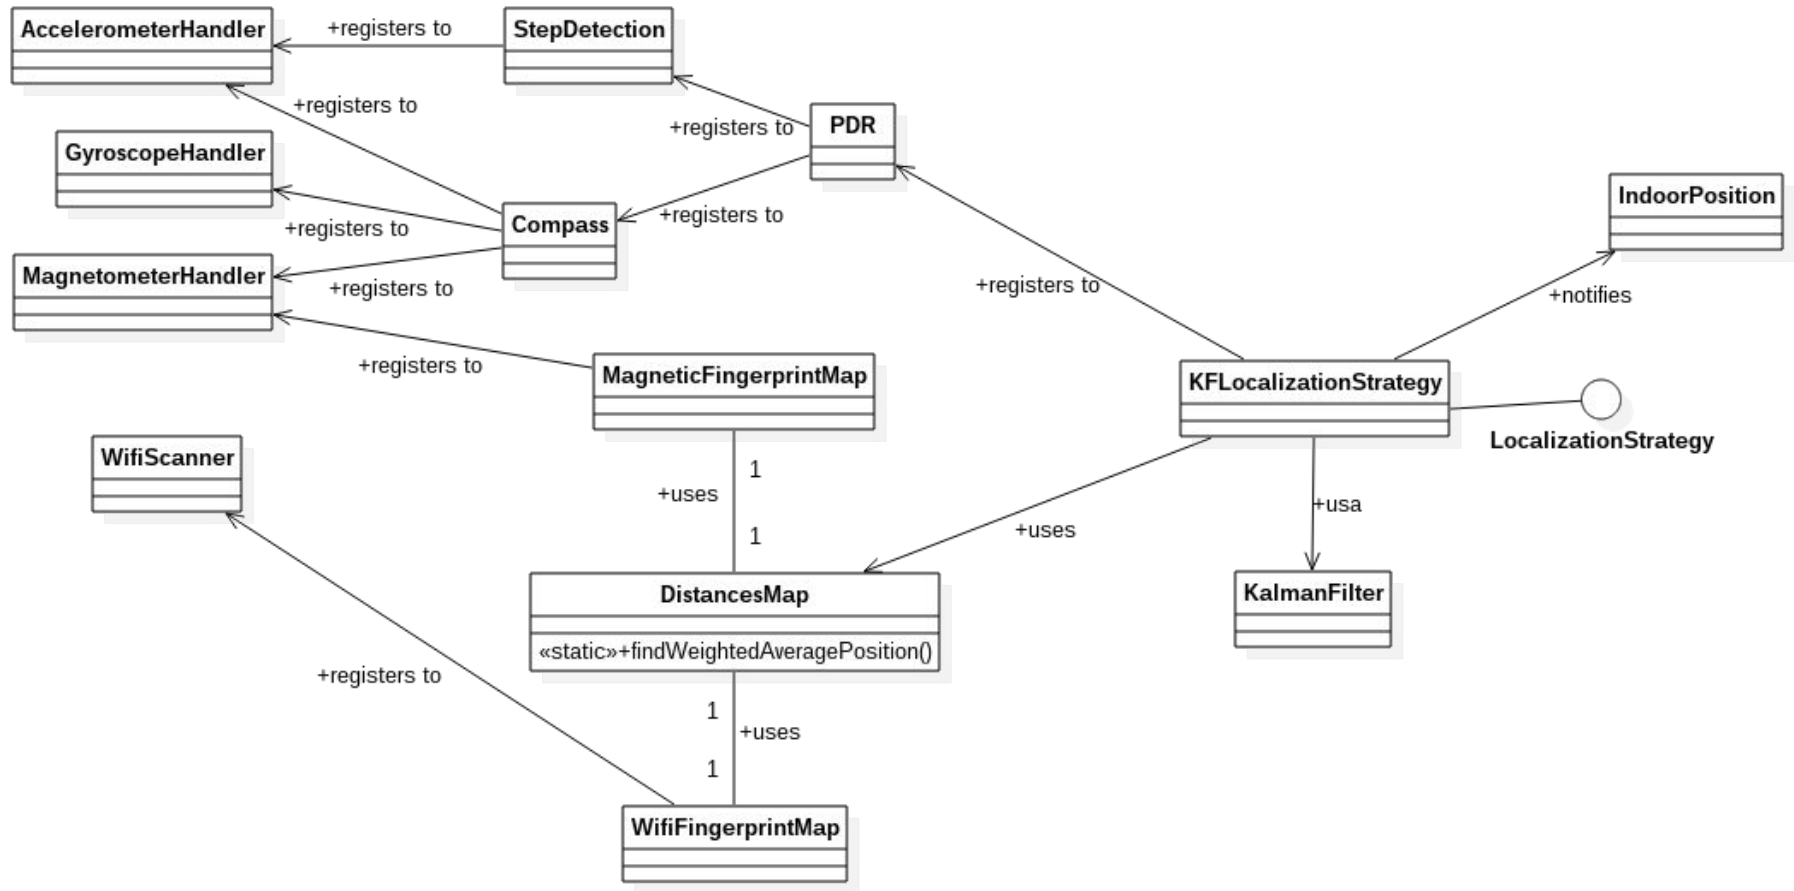 AccelerometerHandler
+registers to
StepDetection
+registers to
PDR
+registers to
GyroscopeHandler
IndoorPosition
+registers to
Compass
+registers to
MagnetometerHandler
+registers to
+registers to
+notifies
+registers to
MagneticFingerprintMap
KFLocalizationStrategy
LocalizationStrategy
WifiScanner
1
+uses
+usa
+uses
1
DistancesMap
KalmanFilter
«static»+findWeightedAveragePosition()
+registers to
1
+uses
1
WifiFingerprintMap